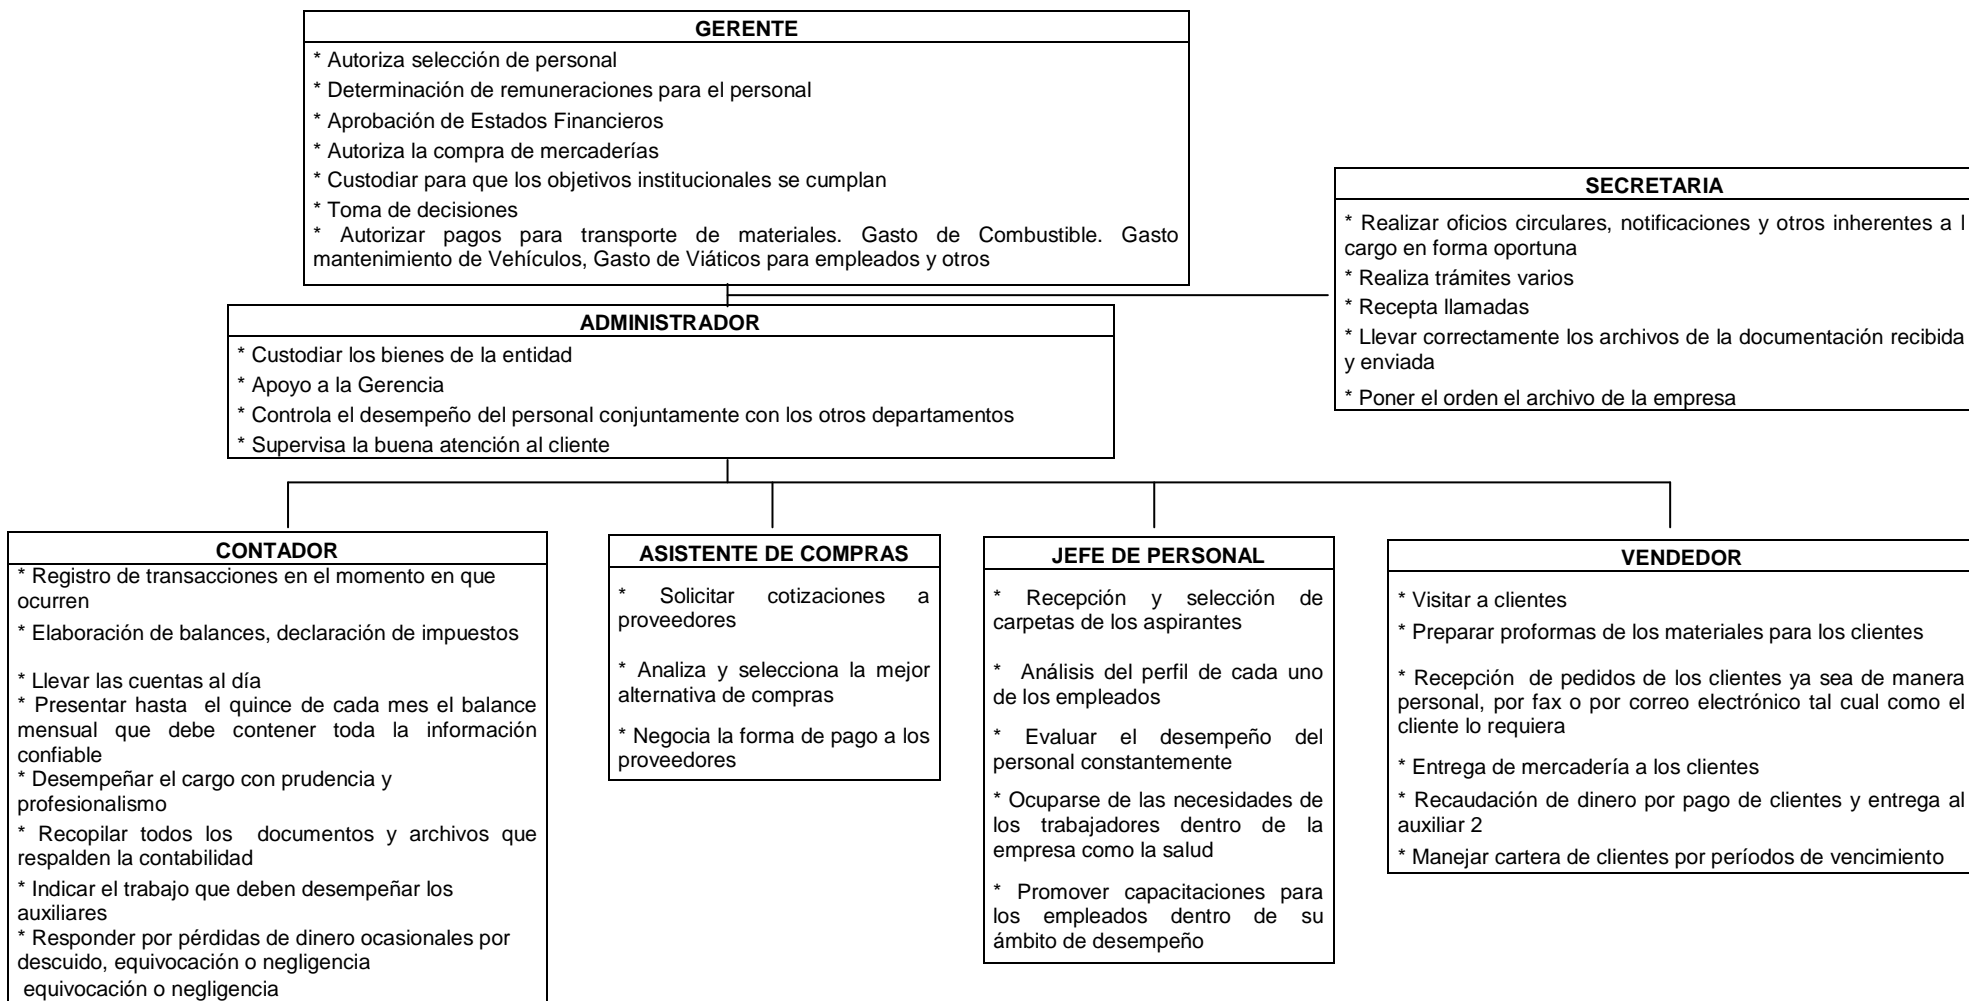 GERENTE
* Autoriza selección de personal
* Determinación de remuneraciones para el personal
* Aprobación de Estados Financieros
* Autoriza la compra de mercaderías
* Custodiar para que los objetivos institucionales se cumplan
* Toma de decisiones
* Autorizar pagos para transporte de materiales. Gasto de Combustible. Gasto
mantenimiento de Vehículos, Gasto de Viáticos para empleados y otros
SECRETARIA
* Realizar oficios circulares, notificaciones y otros inherentes a l
cargo en forma oportuna
* Realiza trámites varios
* Recepta llamadas
* Llevar correctamente los archivos de la documentación recibida
y enviada
* Poner el orden el archivo de la empresa
ADMINISTRADOR
* Custodiar los bienes de la entidad
* Apoyo a la Gerencia
* Controla el desempeño del personal conjuntamente con los otros departamentos
* Supervisa la buena atención al cliente
CONTADOR
* Registro de transacciones en el momento en que
ocurren
* Elaboración de balances, declaración de impuestos
* Llevar las cuentas al día
* Presentar hasta el quince de cada mes el balance
mensual que debe contener toda la información
confiable
* Desempeñar el cargo con prudencia y
profesionalismo
* Recopilar todos los documentos y archivos que
respalden la contabilidad
* Indicar el trabajo que deben desempeñar los
auxiliares
* Responder por pérdidas de dinero ocasionales por
descuido, equivocación o negligencia
equivocación o negligencia
ASISTENTE DE COMPRAS
* Solicitar cotizaciones a
proveedores
* Analiza y selecciona la mejor
alternativa de compras
* Negocia la forma de pago a los
proveedores
JEFE DE PERSONAL
* Recepción y selección de
carpetas de los aspirantes
* Análisis del perfil de cada uno
de los empleados
* Evaluar el desempeño del
personal constantemente
* Ocuparse de las necesidades de
los trabajadores dentro de la
empresa como la salud
* Promover capacitaciones para
los empleados dentro de su
ámbito de desempeño
VENDEDOR
* Visitar a clientes
* Preparar proformas de los materiales para los clientes
* Recepción de pedidos de los clientes ya sea de manera
personal, por fax o por correo electrónico tal cual como el
cliente lo requiera
* Entrega de mercadería a los clientes
* Recaudación de dinero por pago de clientes y entrega al
auxiliar 2
* Manejar cartera de clientes por períodos de vencimiento